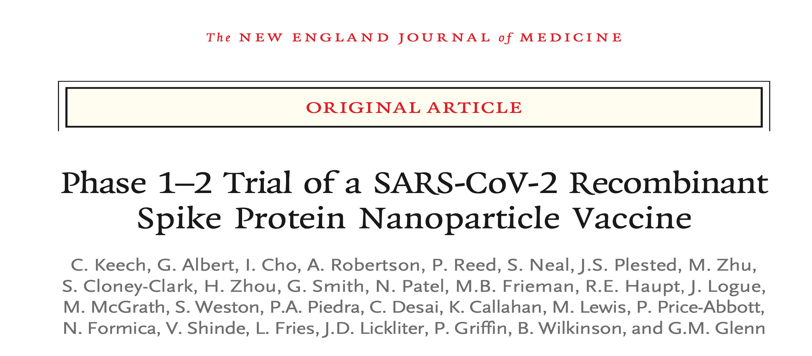 The NEW ENGLAND JOURNAL of MEDICINE
ORIGINAL ARTICLE
Phase 1–2 Trial of a SARS-CoV-2 Recombinant
Spike Protein Nanoparticle Vaccine
C. Keech, G. Albert, I. Cho, A. Robertson, P. Reed, S. Neal, J.S. Plested, M. Zhu,
S. Cloney-Clark, H. Zhou, G. Smith, N. Patel, M.B. Frieman, R.E. Haupt, J. Logue,
M. McGrath, S. Weston, P.A. Piedra, C. Desai, K. Callahan, M. Lewis, P. Price-Abbott,
N. Formica, V. Shinde, L. Fries, J.D. Lickliter, P. Griffin, B. Wilkinson, and G.M. Glenn